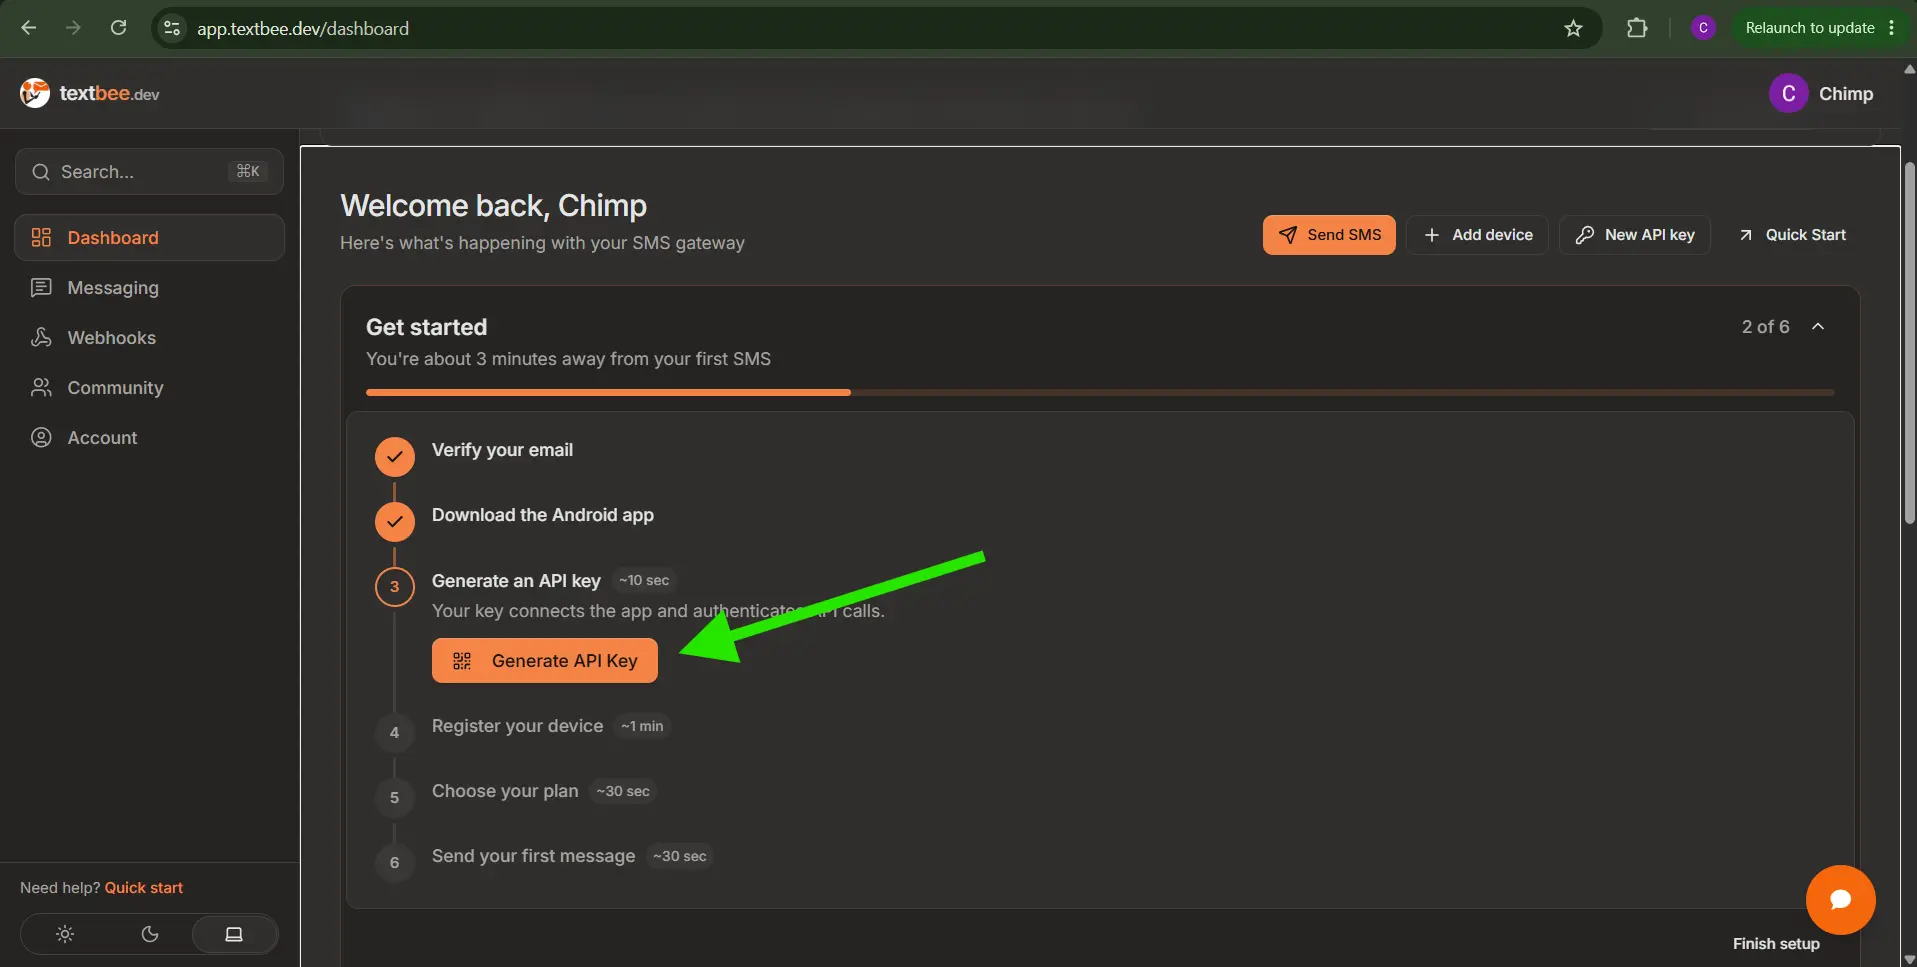 app.textbee.dev/dashboard
C
Relaunch to update
textbee.dev
C
Chimp
Search...
⌘K
Dashboard
Messaging
Webhooks
Community
Account
Welcome back, Chimp
Here's what's happening with your SMS gateway
Send SMS
Add device
New API key
Quick Start
Get started
2 of 6
You're about 3 minutes away from your first SMS
Verify your email
Download the Android app
3
Generate an API key
~10 sec
Your key connects the app and authenticates API calls.
Generate API Key
4
Register your device
~1 min
5
Choose your plan
~30 sec
6
Send your first message
~30 sec
Need help? Quick start
Finish setup